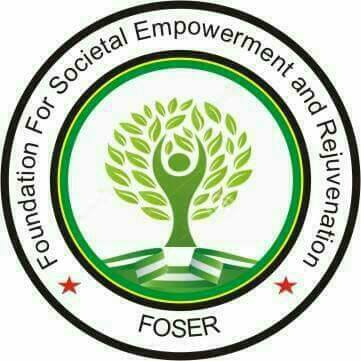 Foundation For Societal Empowerment and Rejuvenation
FOSER